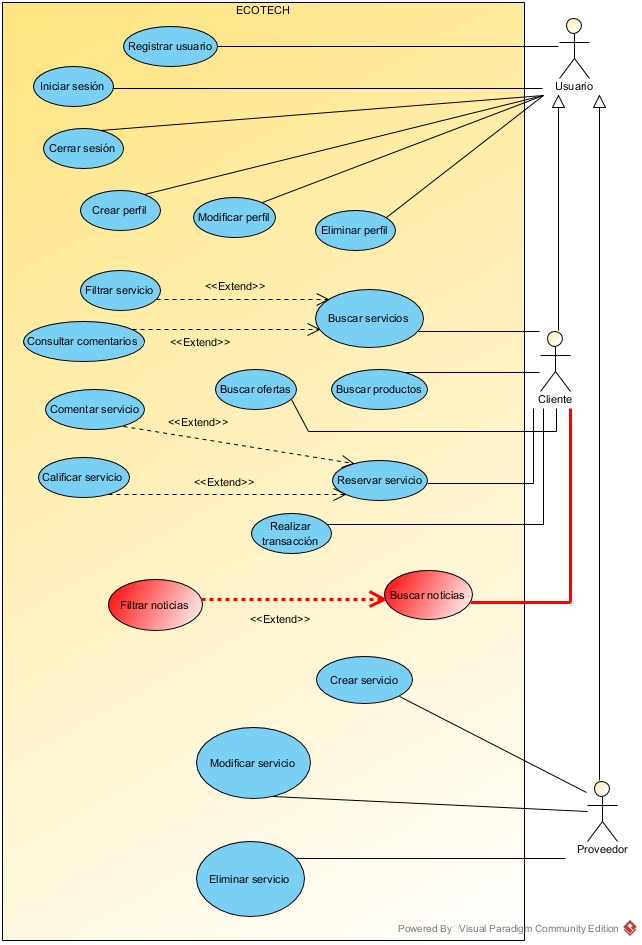 ECOTECH
Registrar usuario
Usuario
Iniciar sesión
Cerrar sesión
Crear perfil
Modificar perfil
Eliminar perfil
Filtrar servicio
<<Extend>>
Buscar servicios
Consultar comentarios
<<Extend>>
Buscar ofertas
Buscar productos
Cliente
Comentar servicio
<<Extend>>
Calificar servicio
<<Extend>>
Reservar servicio
Realizar
transacción
Filtrar noticias
Buscar noticias
<<Extend>>
Crear servicio
Modificar servicio
Proveedor
Eliminar servicio
Powered By Visual Paradigm Community Edition